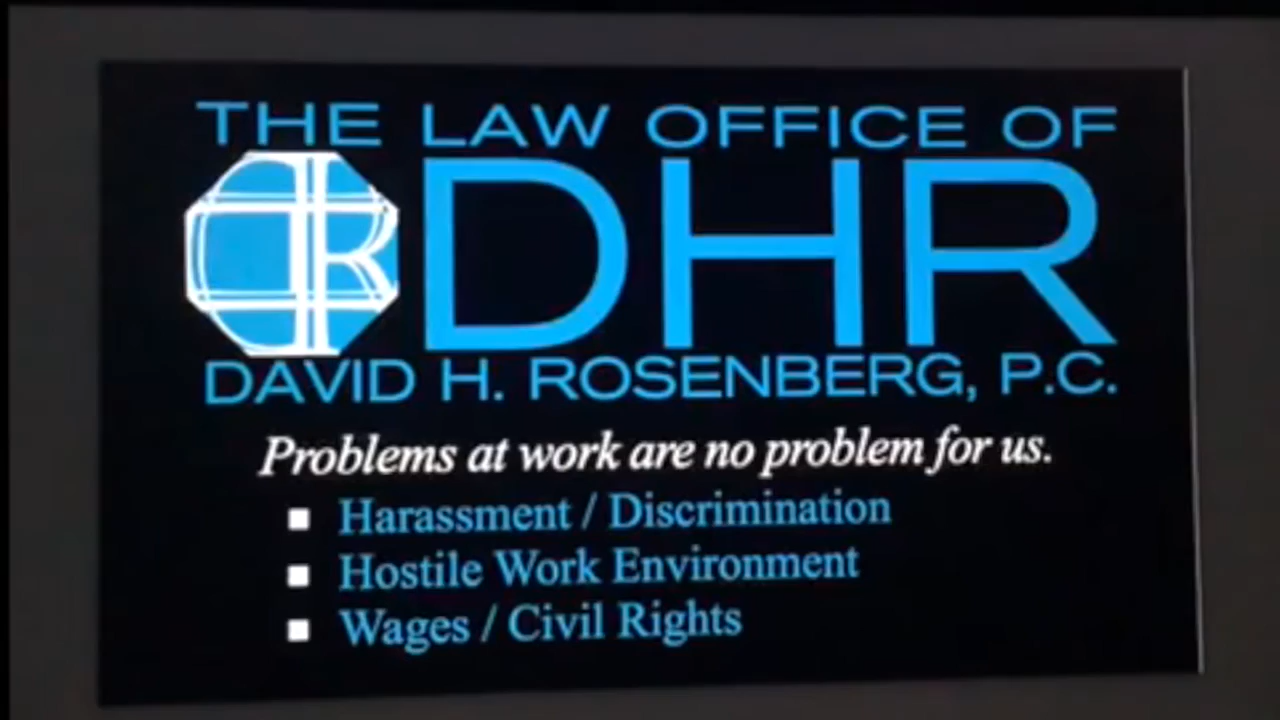 THE LAW OFFICE OF
DR DHR
DAVID H. ROSENBERG, P.C.
Problems at work are no problem for us.
Harassment / Discrimination
Hostile Work Environment
Wages / Civil Rights